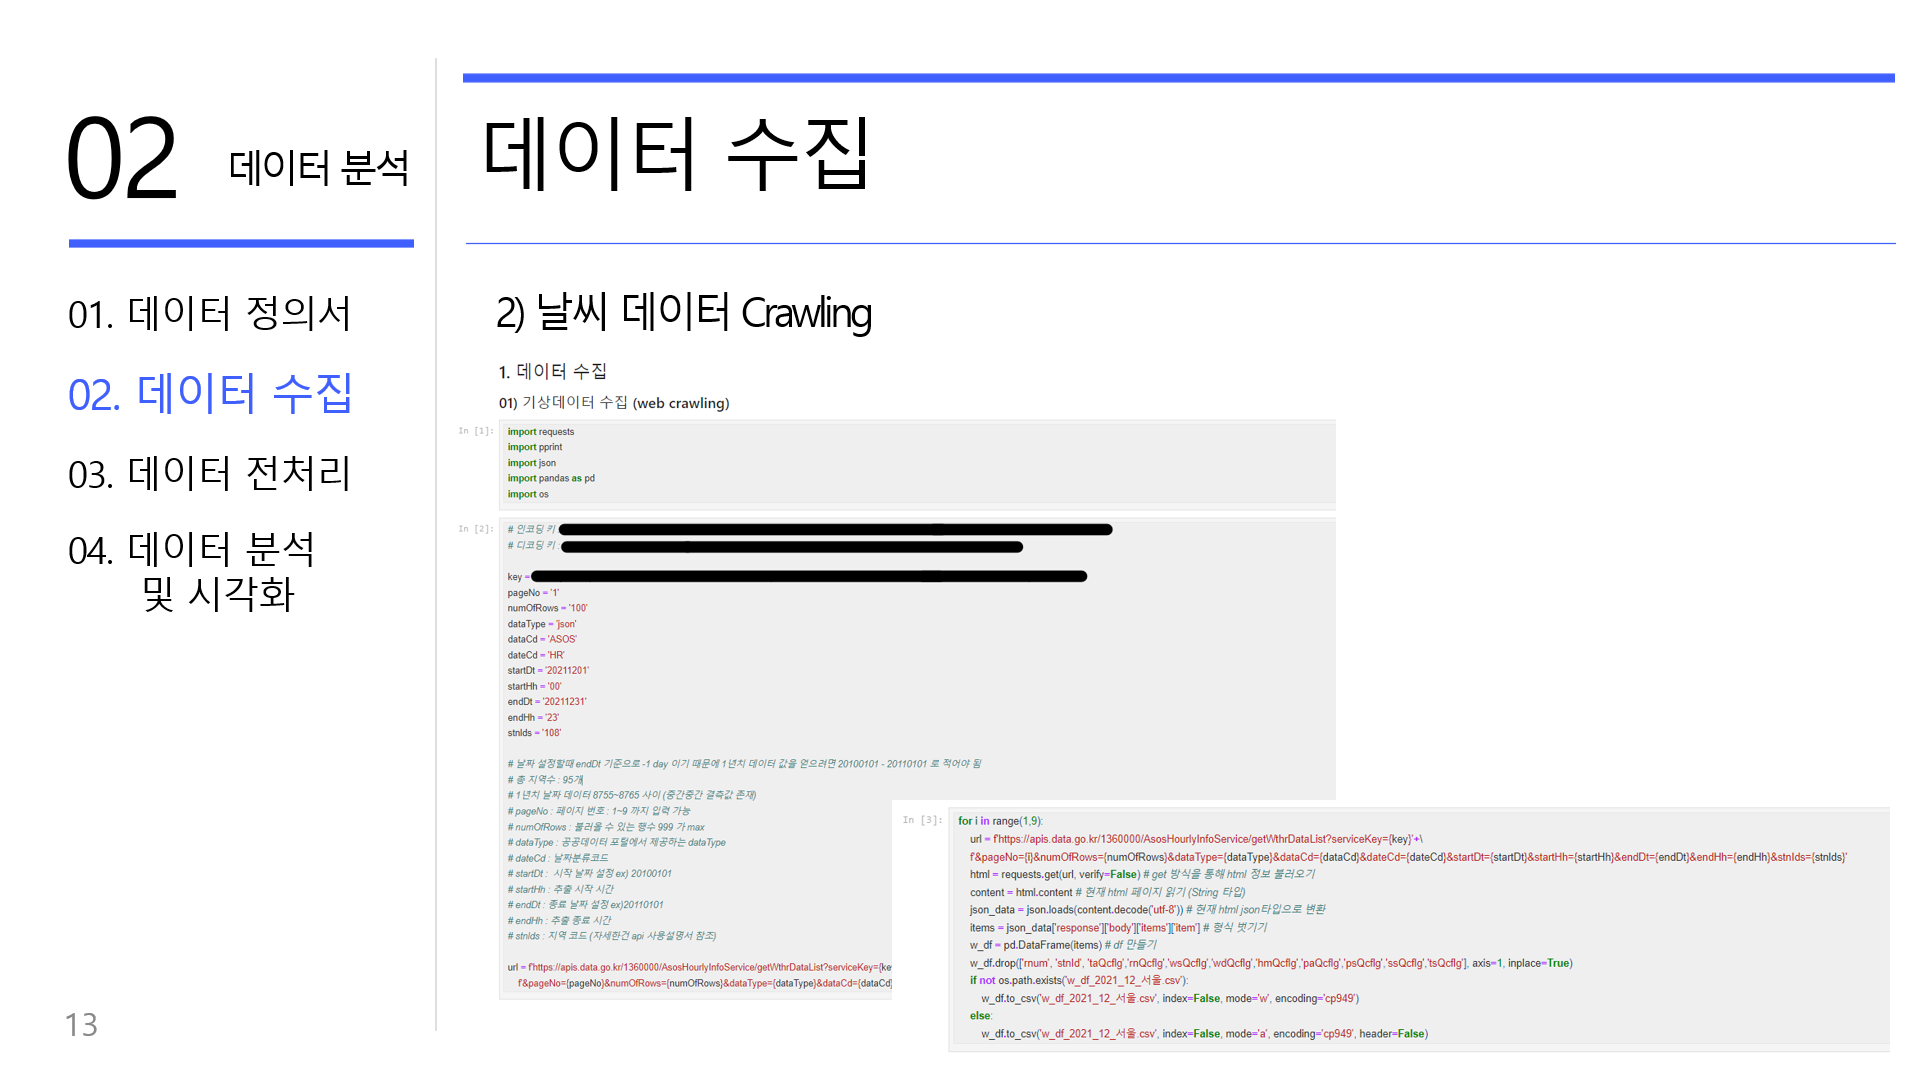 02 데이터 분석
01. 데이터 정의서
02. 데이터 수집
03. 데이터 전처리
04. 데이터 분석
및 시각화
13
데이터 수집
2) 날씨 데이터 Crawling
1. 데이터 수집
01) 기상데이터 수집 (web crawling)
In [1]:
import requests
import pprint
import json
import pandas as pd
import os
In [2]:
# 인코딩 키
# 디코딩 키 :
key =
pageNo = '1'
numOfRows = '100'
dataType = 'json'
dataCd = 'ASOS'
dateCd = 'HR'
startDt = '20211201'
startHh = '00'
endDt = '20211231'
endHh = '23'
stnIds = '108'
# 날짜 설정할때 endDt 기준으로 -1 day 이기 때문에 1년치 데이터 값을 얻으려면 20100101 - 20110101 로 적어야 됨
# 총 지역수 : 95개
# 1년치 날짜 데이터 8755~8765 사이 (중간중간 결측값 존재)
# pageNo : 페이지 번호 : 1~9 까지 입력 가능
# numOfRows : 불러올 수 있는 행수 999 가 max
# dataType : 공공데이터 포털에서 제공하는 dataType
# dateCd : 날짜분류코드
# startDt : 시작 날짜 설정 ex) 20100101
# startHh : 추출 시작 시간
# endDt : 종료 날짜 설정 ex)20110101
# endHh : 추출 종료 시간
# stnIds : 지역 코드 (자세한건 api 사용설명서 참조)
url = f'https://apis.data.go.kr/1360000/AsosHourlyInfoService/getWthrDataList?serviceKey={key
f'&pageNo={pageNo}&numOfRows={numOfRows}&dataType={dataType}&dataCd={dataCd}
In [3]:
for i in range(1,9):
url = f'https://apis.data.go.kr/1360000/AsosHourlyInfoService/getWthrDataList?serviceKey={key}'+\
f'&pageNo={i}&numOfRows={numOfRows}&dataType={dataType}&dataCd={dataCd}&dateCd={dateCd}&startDt={startDt}&startHh={startHh}&endDt={endDt}&endHh={endHh}&stnIds={stnIds}'
html = requests.get(url, verify=False) # get 방식을 통해 html 정보 불러오기
content = html.content # 현재 html 페이지 읽기 (String 타입)
json_data = json.loads(content.decode('utf-8')) # 현재 html json타입으로 변환
items = json_data['response']['body']['items']['item'] # 형식 벗기기
w_df = pd.DataFrame(items) # df 만들기
w_df.drop(['rnum', 'stnId', 'taQcflg','rnQcflg','wsQcflg','wdQcflg','hmQcflg','paQcflg','psQcflg','ssQcflg','tsQcflg'], axis=1, inplace=True)
if not os.path.exists('w_df_2021_12_서울.csv'):
w_df.to_csv('w_df_2021_12_서울.csv', index=False, mode='w', encoding='cp949')
else:
w_df.to_csv('w_df_2021_12_서울.csv', index=False, mode='a', encoding='cp949', header=False)